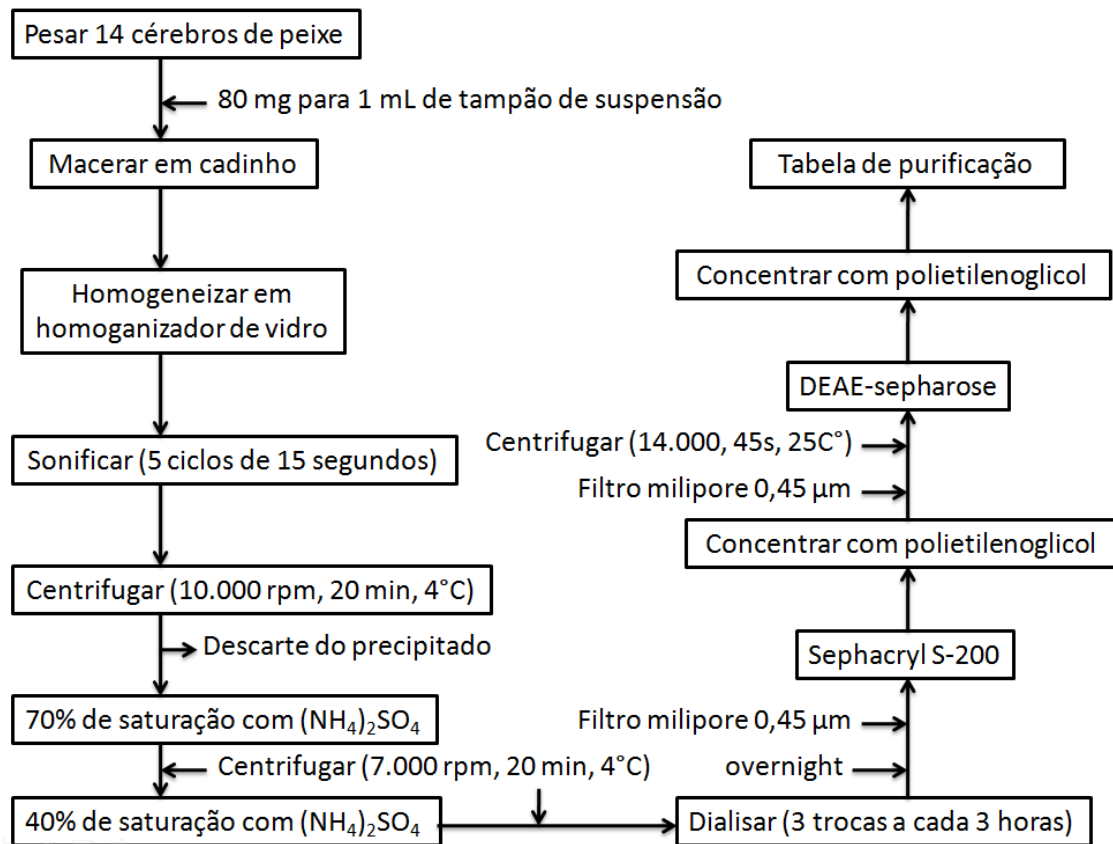 Pesar 14 cérebros de peixe
80 mg para 1 mL de tampão de suspensão
Macerar em cadinho
Homogeneizar em
homoganizador de vidro
Sonificar (5 ciclos de 15 segundos)
Centrifugar (10.000 rpm, 20 min, 4°C)
Descarte do precipitado
70% de saturação com (NH₄)₂SO₄
Centrifugar (7.000 rpm, 20 min, 4°C)
40% de saturação com (NH₄)₂SO₄
Dialisar (3 trocas a cada 3 horas)
overnight
Filtro milipore 0,45 µm
Sephacryl S-200
Concentrar com polietilenoglicol
Filtro milipore 0,45 µm
Centrifugar (14.000, 45s, 25C°)
DEAE-sepharose
Concentrar com polietilenoglicol
Tabela de purificação